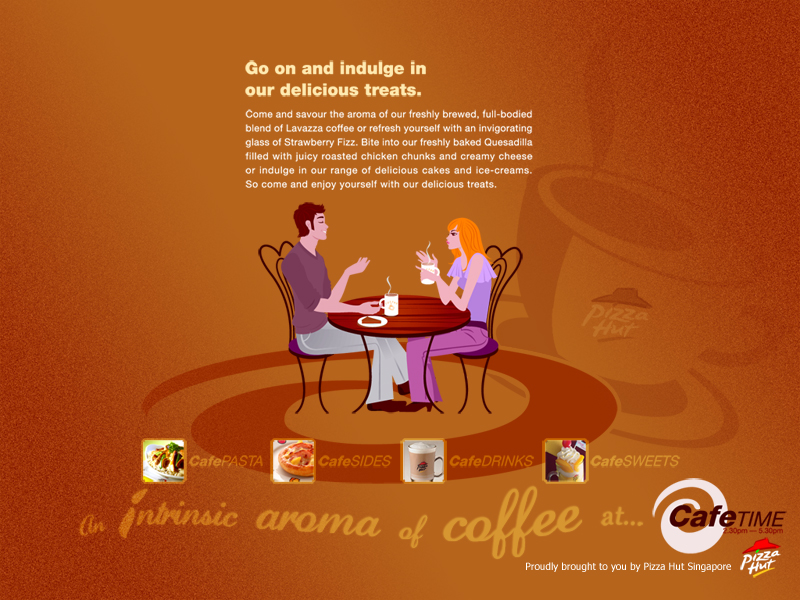 Go on and indulge in
our delicious treats.
Come and savour the aroma of our freshly brewed, full-bodied
blend of Lavazza coffee or refresh yourself with an invigorating
glass of Strawberry Fizz. Bite into our freshly baked Quesadilla
filled with juicy roasted chicken chunks and creamy cheese
or indulge in our range of delicious cakes and ice-creams.
So come and enjoy yourself with our delicious treats.
Pizza
Hut
CafePASTA CafeSIDES CafeDRINKS CafeSWEETS
An intrinsic aroma of coffee at...
CafeTIME
2.30pm — 5.30pm
Proudly brought to you by Pizza Hut Singapore
Pizza
Hut